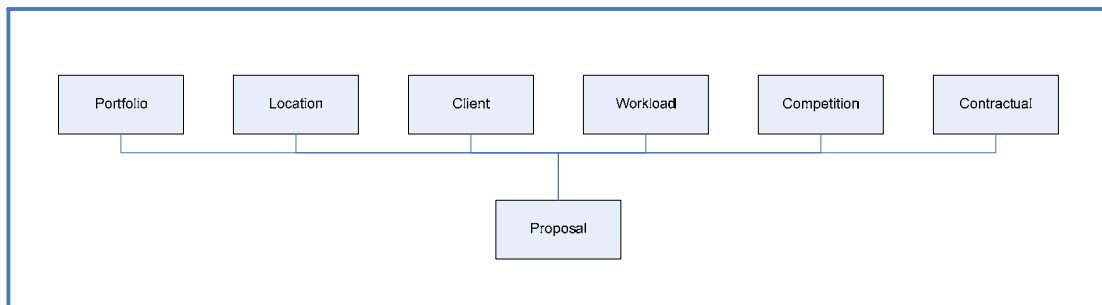 Portfolio
Location
Client
Workload
Competition
Contractual
Proposal